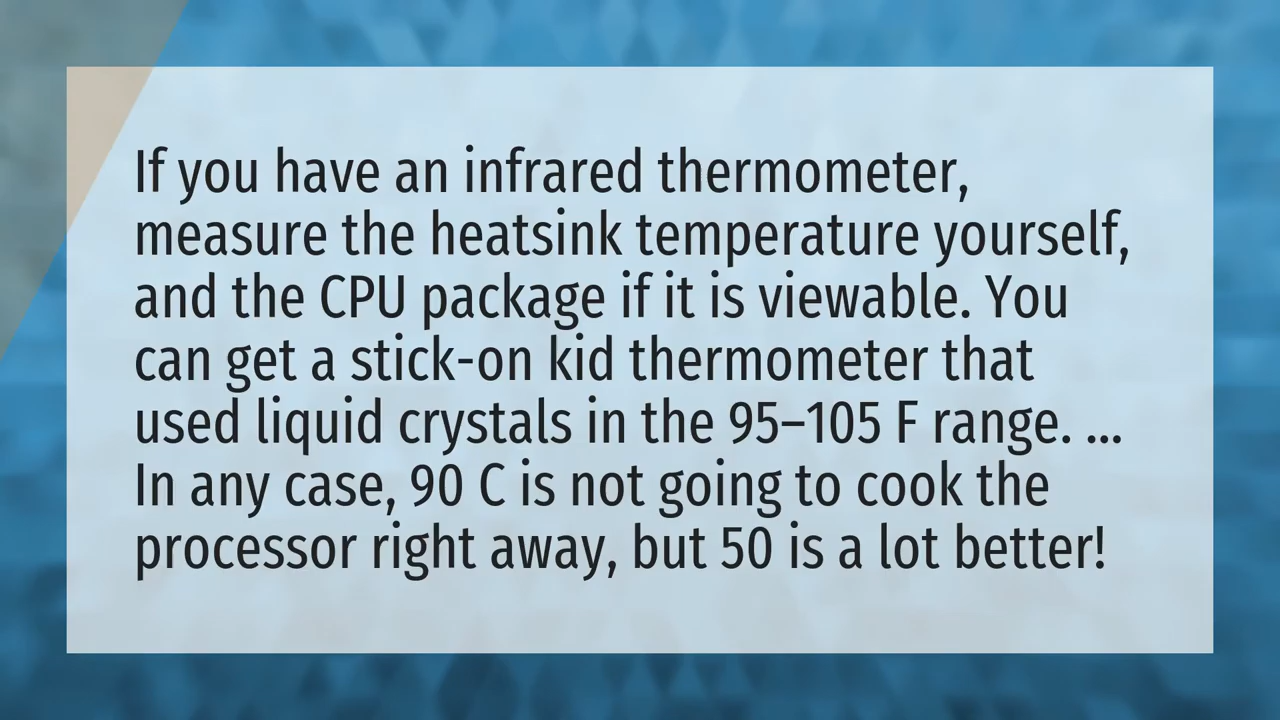 If you have an infrared thermometer,
measure the heatsink temperature yourself,
and the CPU package if it is viewable. You
can get a stick-on kid thermometer that
used liquid crystals in the 95–105 F range. ...
In any case, 90 C is not going to cook the
processor right away, but 50 is a lot better!